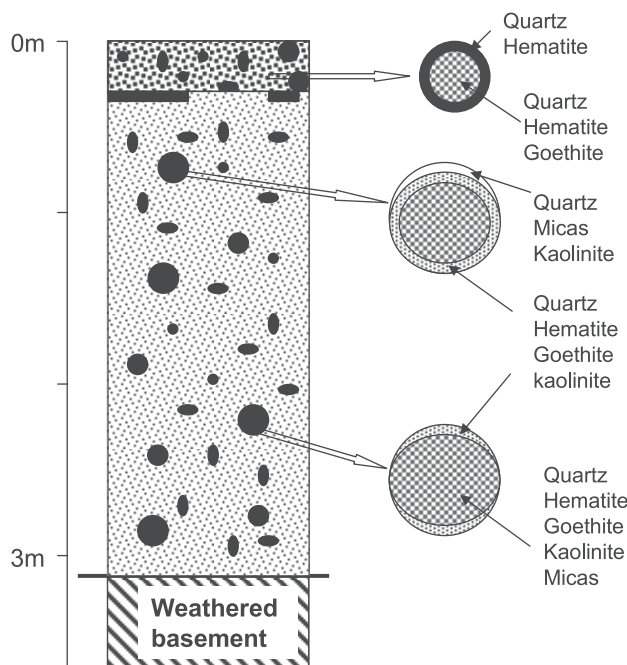 0m
Quartz
Hematite
Quartz
Hematite
Goethite
Quartz
Micas
Kaolinite
Quartz
Hematite
Goethite
kaolinite
Quartz
Hematite
Goethite
Kaolinite
Micas
3m
Weathered
basement